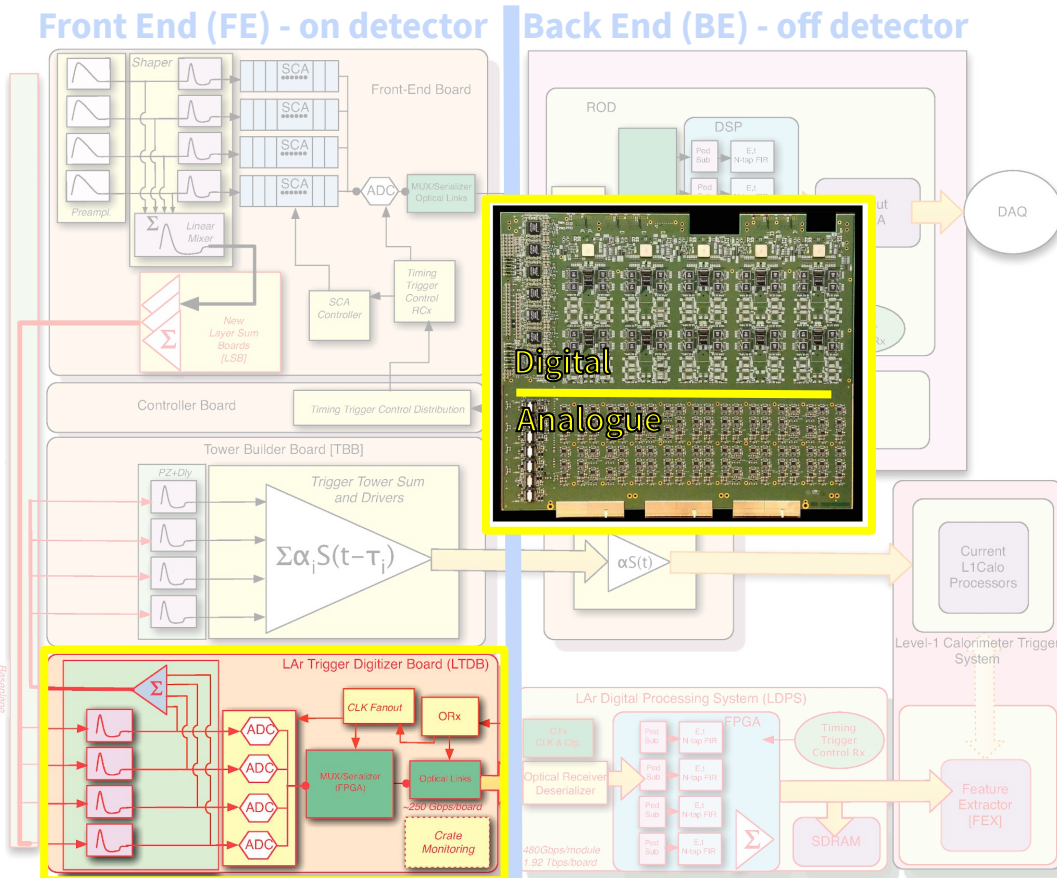 Front End (FE) - on detector
Back End (BE) - off detector
Shaper
SCA
SCA
SCA
SCA
Front-End Board
Preampl.
Σ
Linear
Mixer
ADC
MUX/Serializer
Optical Links
Σ
New
Layer Sum
Boards
[LSB]
SCA
Controller
Timing
Trigger
Control
RCx
ROD
DSP
Ped
Sub
E,t
N-tap FIR
Ped
E,t
DAQ
Digital
Analogue
Controller Board
Timing Trigger Control Distribution
Tower Builder Board [TBB]
PZ+Dly
Trigger Tower Sum
and Drivers
Σαᵢ S(t-τᵢ)
αS(t)
Current
L1Calo
Processors
Level-1 Calorimeter Trigger
System
LAr Trigger Digitizer Board (LTDB)
Σ
CLK Fanout
ORx
ADC
ADC
ADC
ADC
MUX/Serializer
(FPGA)
Optical Links
~250 Gbps/board
Crate
Monitoring
LAr Digital Processing System (LDPS)
FPGA
Optical Receiver
Deserializer
Ped
Sub
E,t
N-tap FIR
Ped
Sub
E,t
N-tap FIR
Ped
Sub
E,t
N-tap FIR
Ped
Sub
E,t
N-tap FIR
Σ
480Gbps/module
1.92 Tbps/board
Timing
Trigger
Control Rx
SDRAM
Feature
Extractor
[FEX]